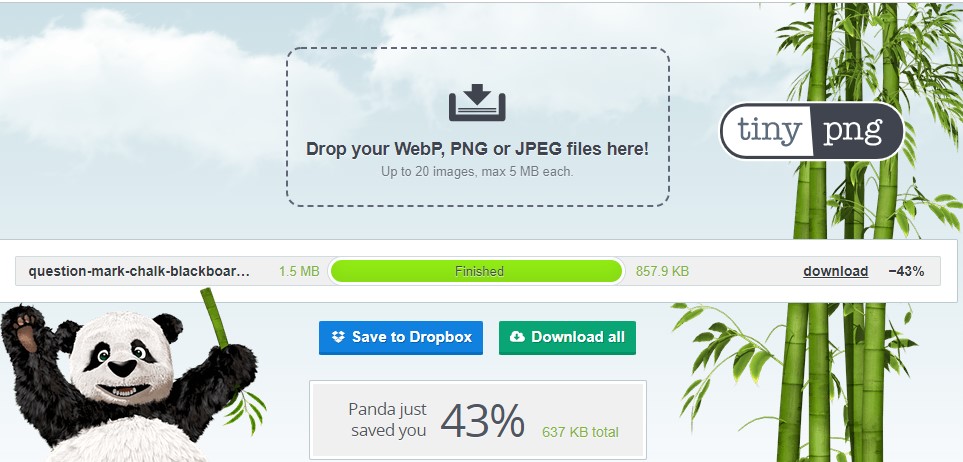 Drop your WebP, PNG or JPEG files here!
Up to 20 images, max 5 MB each.
tiny png
question-mark-chalk-blackboar... 1.5 MB Finished 857.9 KB download −43%
Save to Dropbox Download all
Panda just
saved you 43% 637 KB total